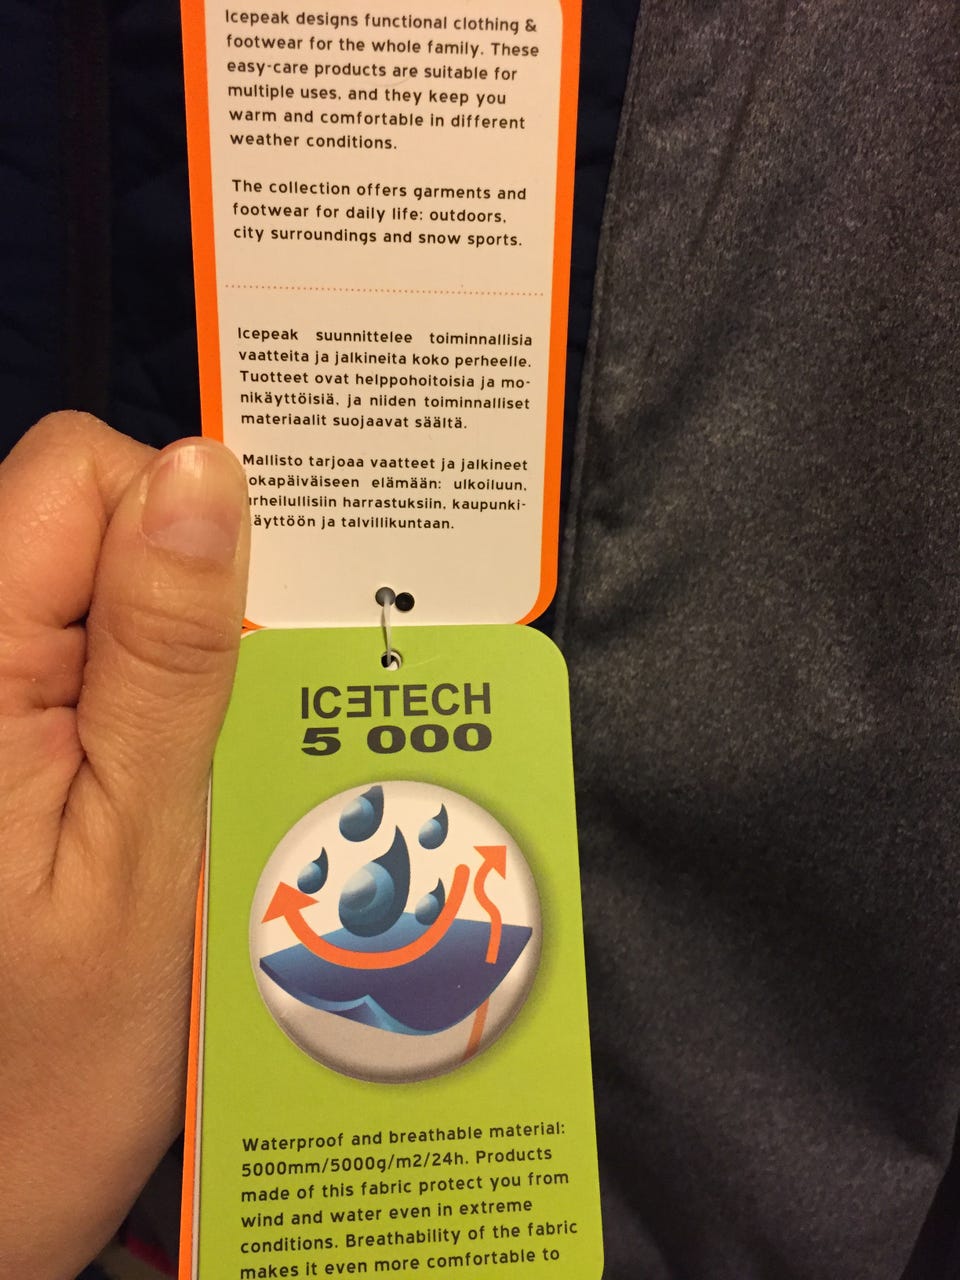 Icepeak designs functional clothing &
footwear for the whole family. These
easy-care products are suitable for
multiple uses, and they keep you
warm and comfortable in different
weather conditions.
The collection offers garments and
footwear for daily life: outdoors,
city surroundings and snow sports.
Icepeak suunnittelee toiminnallisia
vaatteita ja jalkineita koko perheelle.
Tuotteet ovat helppohoitoisia ja mo-
nikäyttöisiä, ja niiden toiminnalliset
materiaalit suojaavat säältä.
Mallisto tarjoaa vaatteet ja jalkineet
okapäiväiseen elämään: ulkoiluun,
rheilullisiin harrastuksiin, kaupunki-
äyttöön ja talvillikuntaan.
ICETECH
5 000
Waterproof and breathable material:
5000mm/5000g/m2/24h. Products
made of this fabric protect you from
wind and water even in extreme
conditions. Breathability of the fabric
makes it even more comfortable to